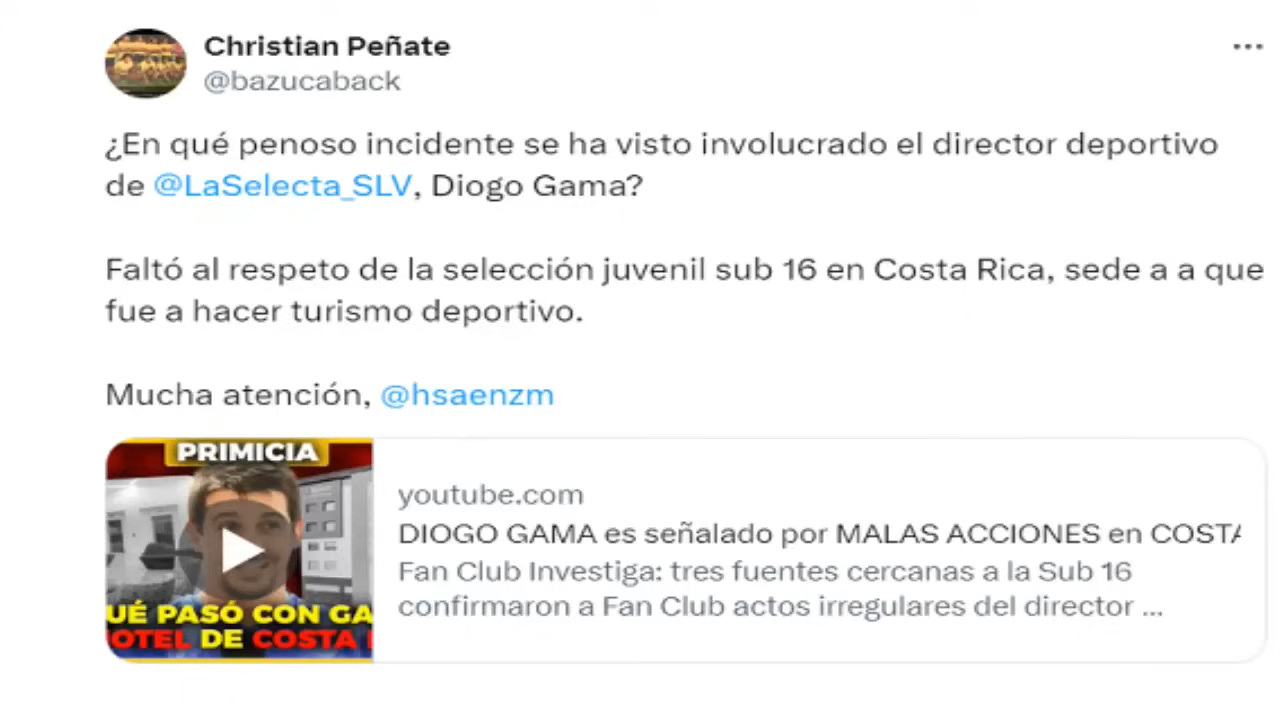 Christian Peñate
@bazucaback
¿En qué penoso incidente se ha visto involucrado el director deportivo
de @LaSelecta_SLV, Diogo Gama?
Faltó al respeto de la selección juvenil sub 16 en Costa Rica, sede a a que
fue a hacer turismo deportivo.
Mucha atención, @hsaenzm
PRIMICIA
UÉ PASÓ CON GA
OTEL DE COSTA
youtube.com
DIOGO GAMA es señalado por MALAS ACCIONES en COSTA
Fan Club Investiga: tres fuentes cercanas a la Sub 16
confirmaron a Fan Club actos irregulares del director ...